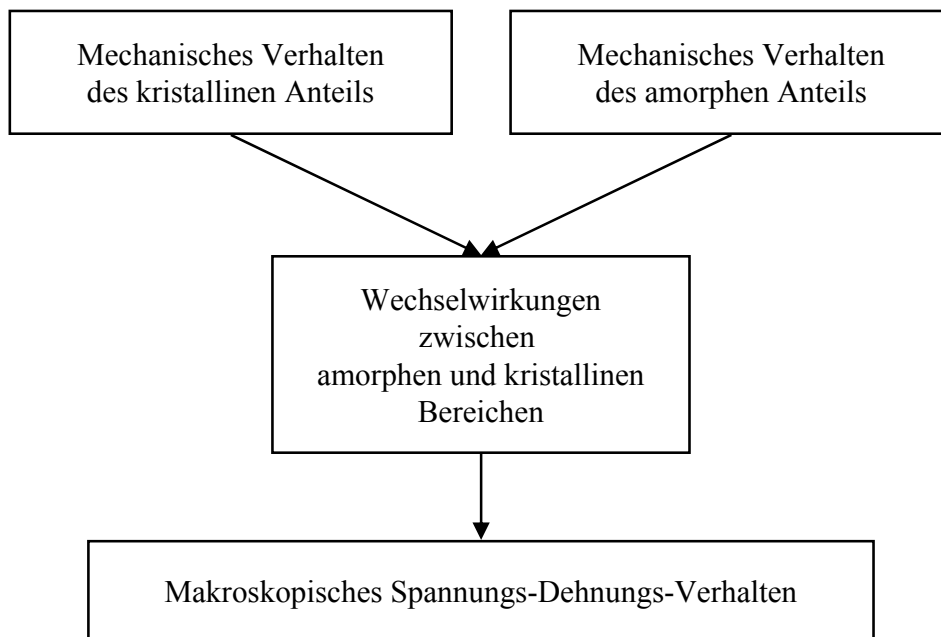 Mechanisches Verhalten
des kristallinen Anteils
Mechanisches Verhalten
des amorphen Anteils
Wechselwirkungen
zwischen
amorphen und kristallinen
Bereichen
Makroskopisches Spannungs-Dehnungs-Verhalten